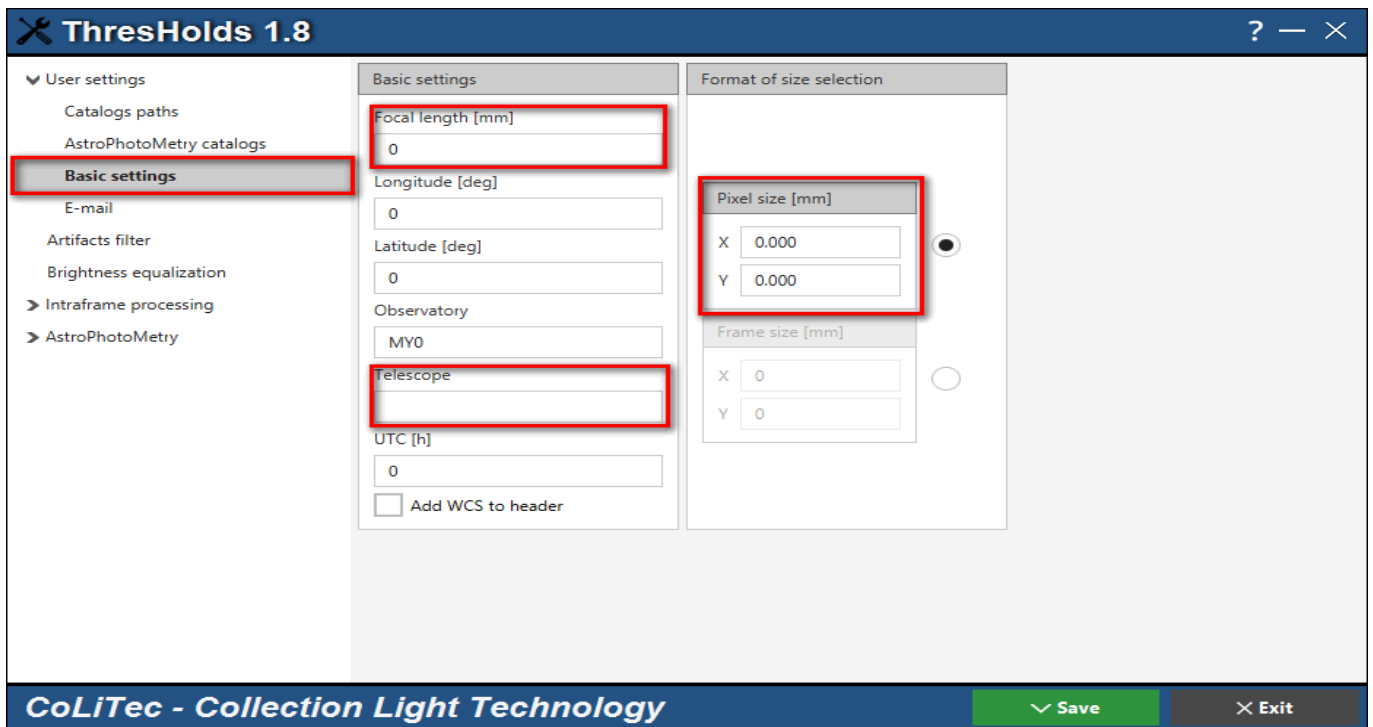 ThresHolds 1.8
? — ×
User settings
Catalogs paths
AstroPhotoMetry catalogs
Basic settings
E-mail
Artifacts filter
Brightness equalization
Intraframe processing
AstroPhotoMetry
Basic settings
Focal length [mm]
0
Longitude [deg]
0
Latitude [deg]
0
Observatory
MY0
Telescope
UTC [h]
0
Add WCS to header
Format of size selection
Pixel size [mm]
X 0.000
Y 0.000
Frame size [mm]
X 0
Y 0
CoLiTec - Collection Light Technology
Save
Exit